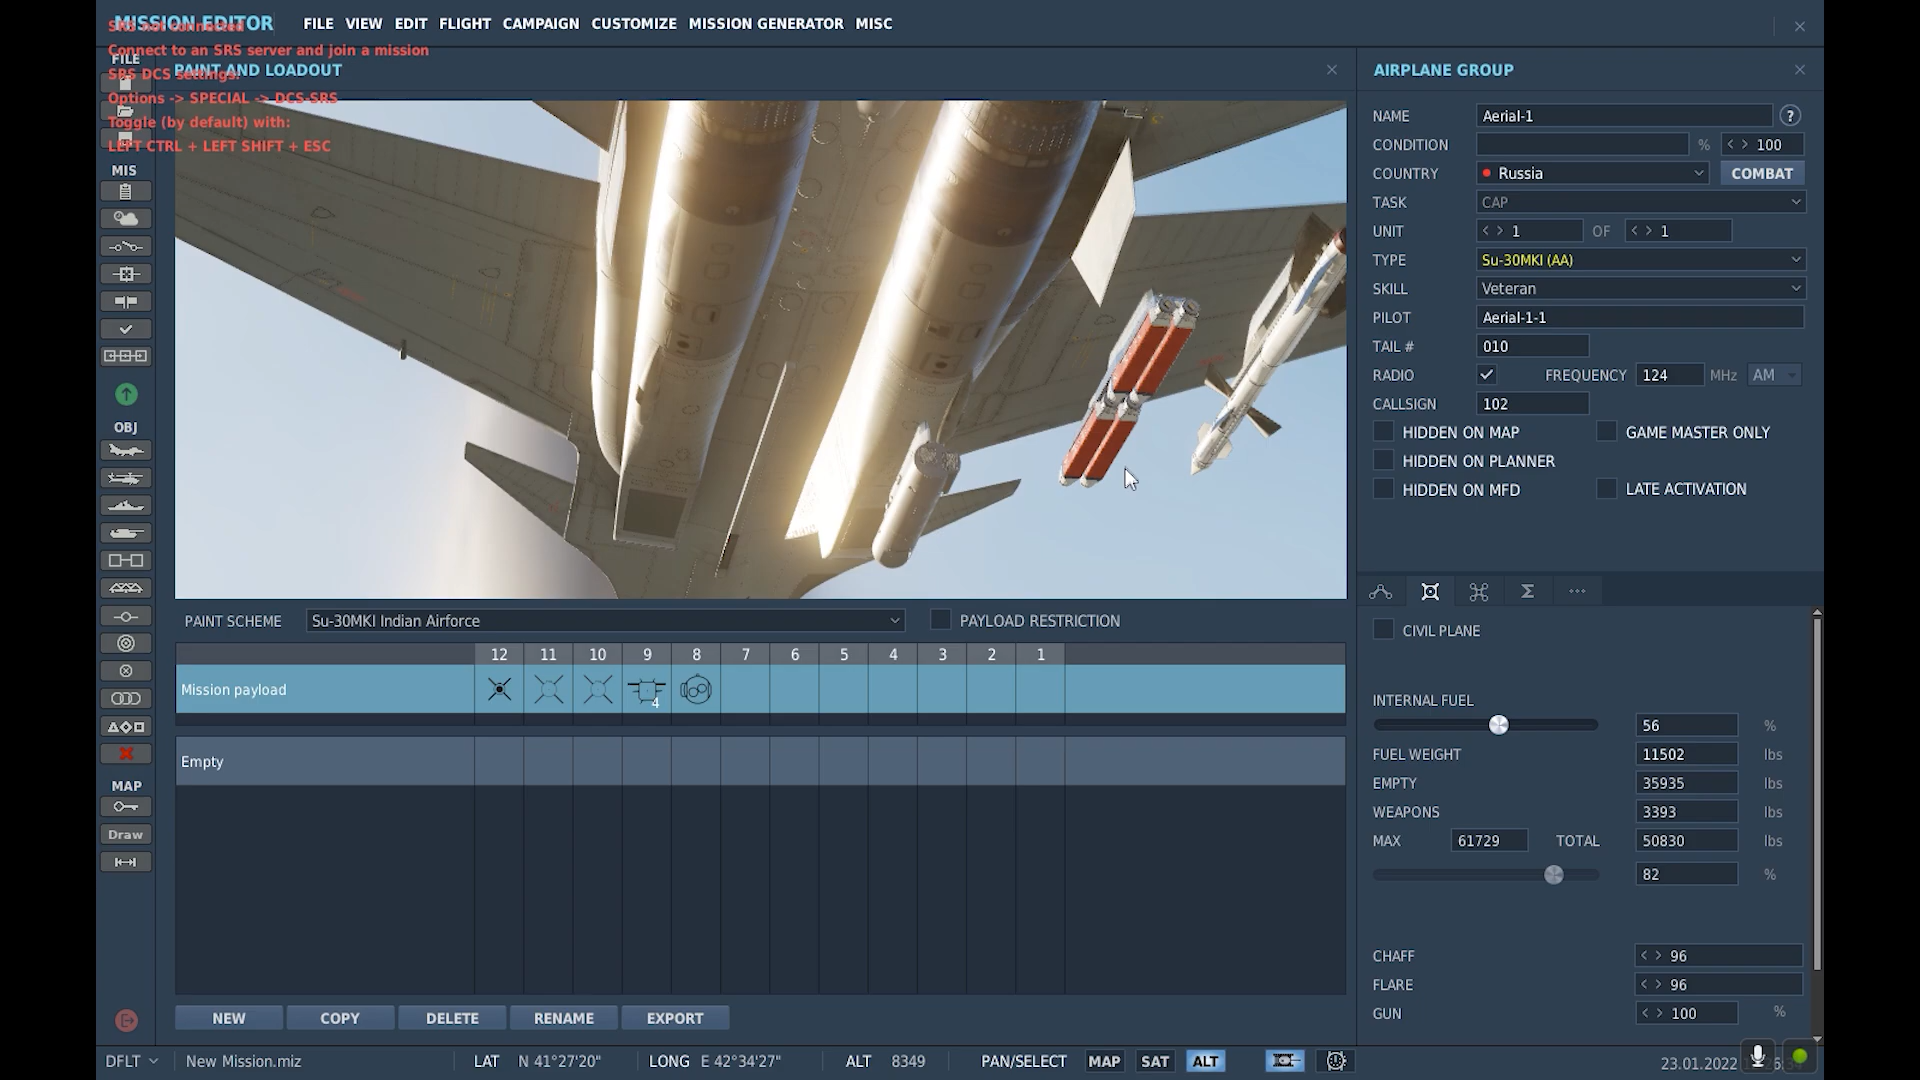 MISSION EDITOR
FILE VIEW EDIT FLIGHT CAMPAIGN CUSTOMIZE MISSION GENERATOR MISC
SRS not connected
Connect to an SRS server and join a mission
SRS DCS settings:
Options -> SPECIAL -> DCS-SRS
Toggle (by default) with:
LEFT CTRL + LEFT SHIFT + ESC
FILE
MIS
OBJ
MAP
Draw
PAINT AND LOADOUT
PAINT SCHEME Su-30MKI Indian Airforce PAYLOAD RESTRICTION
12 11 10 9 8 7 6 5 4 3 2 1
Mission payload 4
Empty
NEW COPY DELETE RENAME EXPORT
AIRPLANE GROUP
NAME Aerial-1 ?
CONDITION % < > 100
COUNTRY Russia COMBAT
TASK CAP
UNIT < > 1 OF < > 1
TYPE Su-30MKI (AA)
SKILL Veteran
PILOT Aerial-1-1
TAIL # 010
RADIO FREQUENCY 124 MHz AM
CALLSIGN 102
HIDDEN ON MAP GAME MASTER ONLY
HIDDEN ON PLANNER
HIDDEN ON MFD LATE ACTIVATION
CIVIL PLANE
INTERNAL FUEL
56 %
FUEL WEIGHT 11502 lbs
EMPTY 35935 lbs
WEAPONS 3393 lbs
MAX 61729 TOTAL 50830 lbs
82 %
CHAFF < > 96
FLARE < > 96
GUN < > 100 %
DFLT New Mission.miz LAT N 41°27'20" LONG E 42°34'27" ALT 8349 PAN/SELECT MAP SAT ALT 23.01.2022